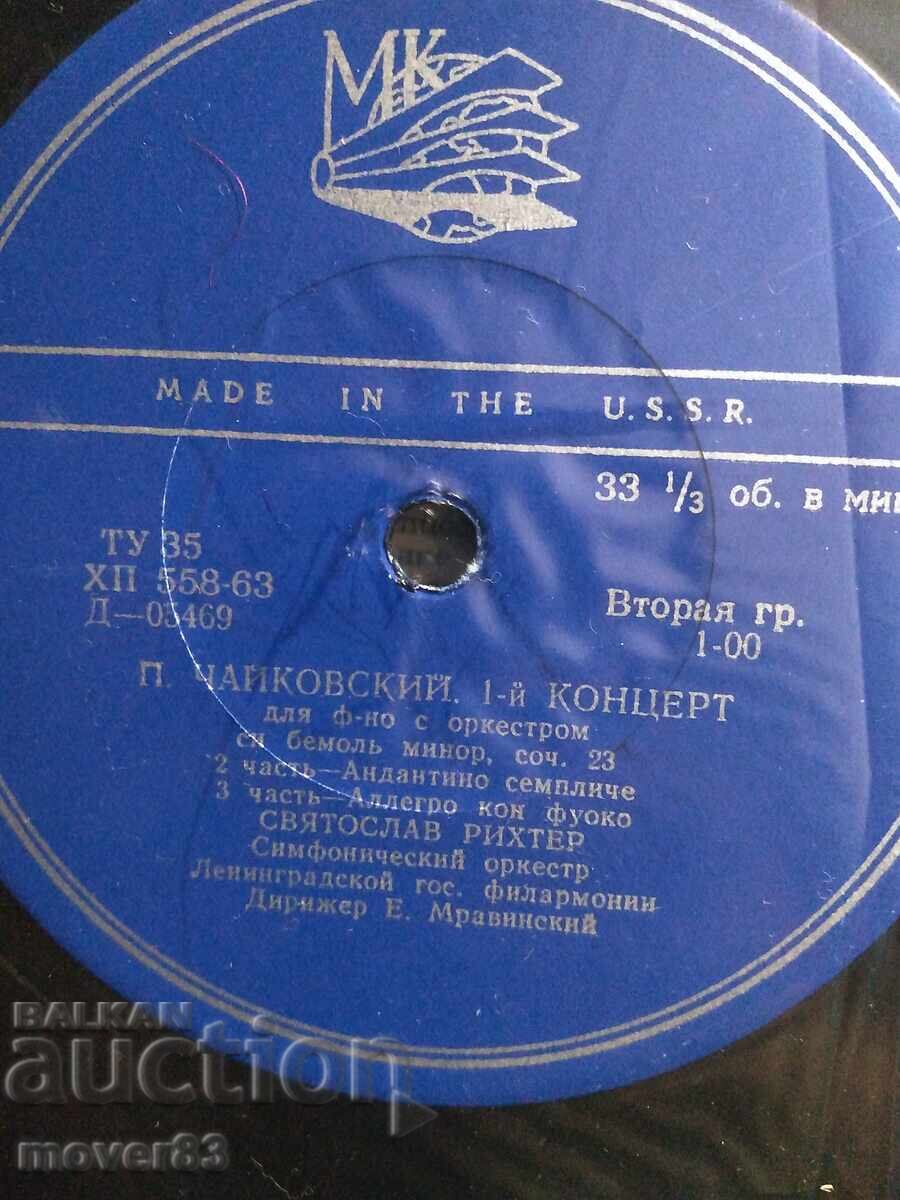 МК
MADE IN THE U.S.S.R.
33 1/3 об. в мин
ТУ 35
ХП 558-63
Д—03469
Вторая гр.
1-00
П. ЧАЙКОВСКИЙ. 1-й КОНЦЕРТ
для ф-но с оркестром
си бемоль минор, соч. 23
2 часть—Андантино семпличе
3 часть—Аллегро кон фуоко
СВЯТОСЛАВ РИХТЕР
Симфонический оркестр
Ленинградской гос. филармонии
Дирижер Е. Мравинский
BALKAN
auction
mover83